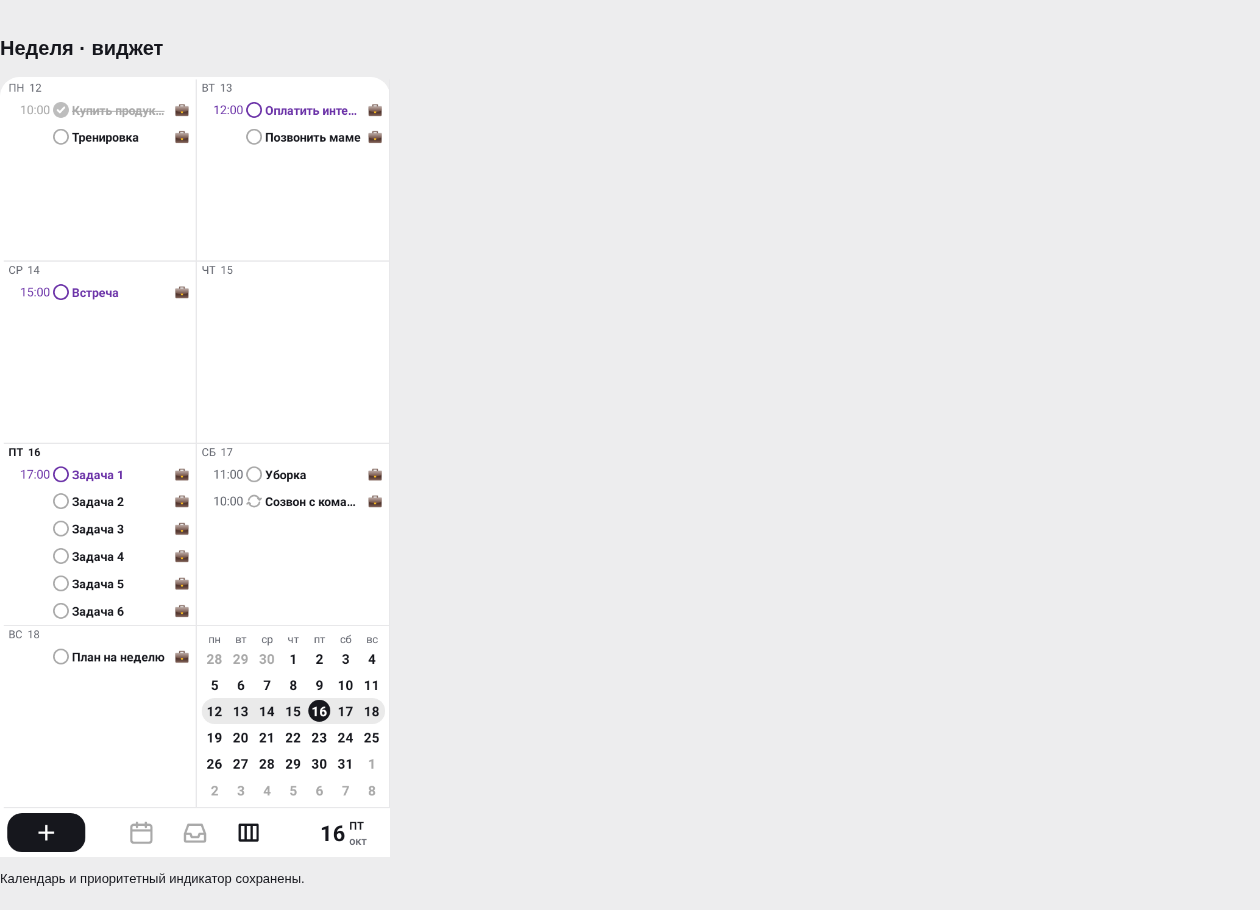 Неделя · виджет
ПН 12
10:00 Купить продук...
Тренировка
ВТ 13
12:00 Оплатить инте...
Позвонить маме
СР 14
15:00 Встреча
ЧТ 15
ПТ 16
17:00 Задача 1
Задача 2
Задача 3
Задача 4
Задача 5
Задача 6
СБ 17
11:00 Уборка
10:00 Созвон с кома...
ВС 18
План на неделю
пн вт ср чт пт сб вс
28 29 30 1 2 3 4
5 6 7 8 9 10 11
12 13 14 15 16 17 18
19 20 21 22 23 24 25
26 27 28 29 30 31 1
2 3 4 5 6 7 8
16 ПТ
окт
Календарь и приоритетный индикатор сохранены.